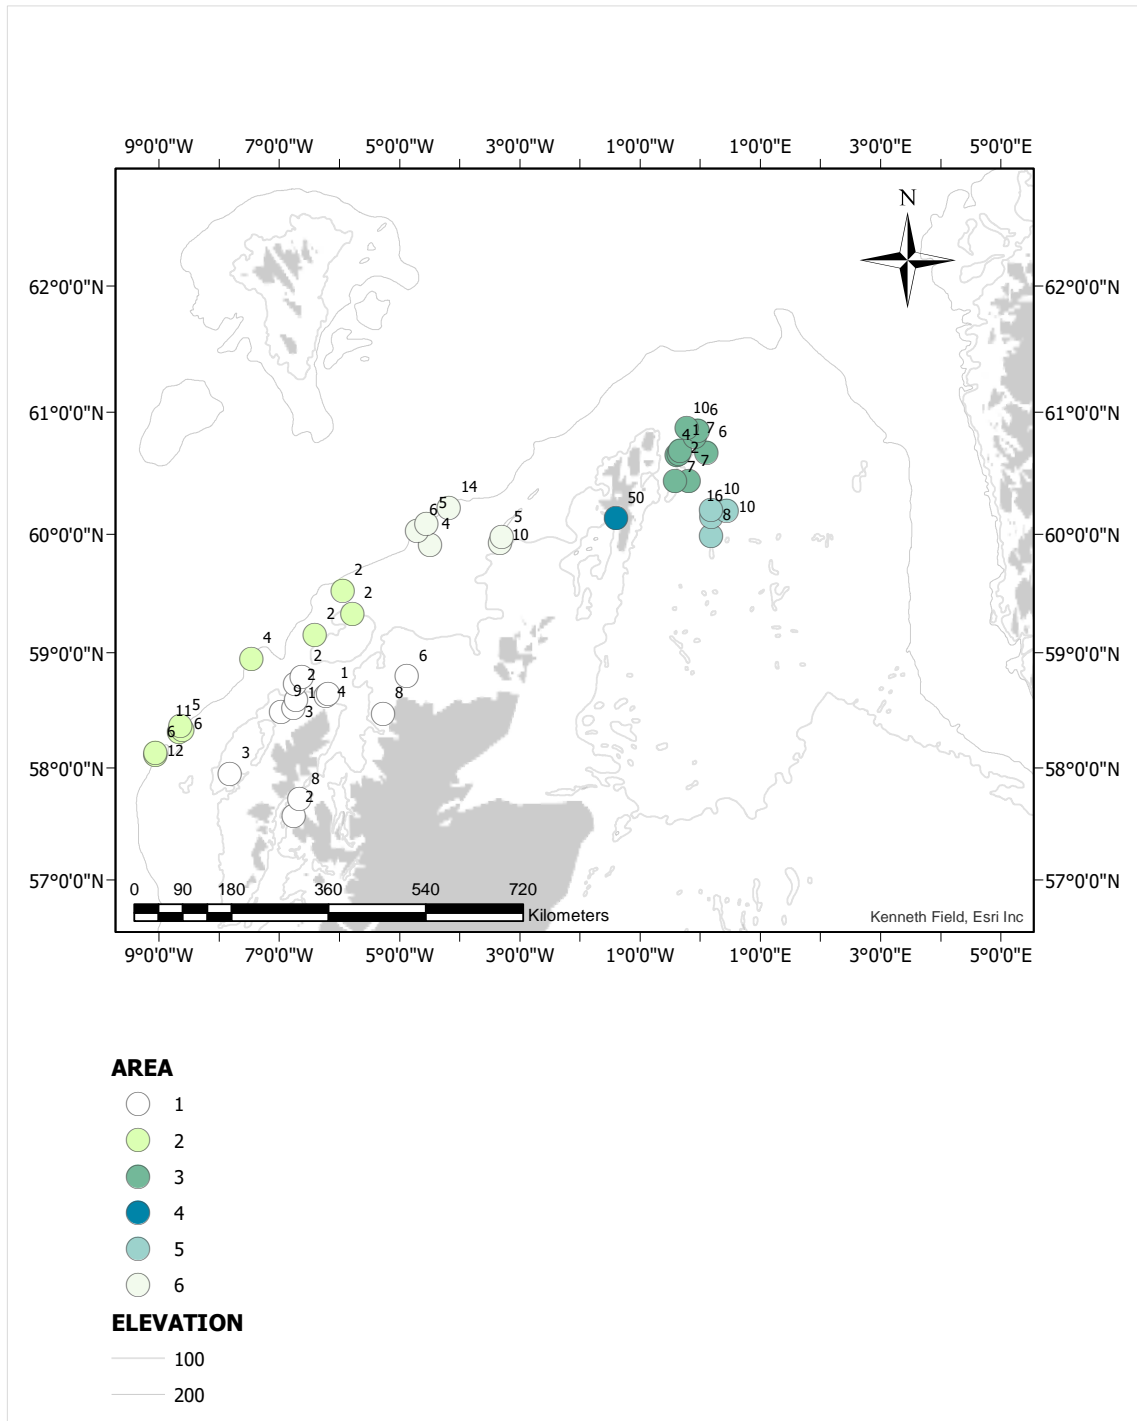 9°0'0"W 7°0'0"W 5°0'0"W 3°0'0"W 1°0'0"W 1°0'0"E 3°0'0"E 5°0'0"E
N
62°0'0"N 62°0'0"N
61°0'0"N 10 6 61°0'0"N
4 1 7 6
2
7 7
14 50 10
6 5 4 5 16 10
60°0'0"N 10 8 60°0'0"N
2
2
2
4
59°0'0"N 2 6 59°0'0"N
2 1
9 1 4 8
11 5 3
6 6
12 3
58°0'0"N 58°0'0"N
8
2
57°0'0"N 57°0'0"N
0 90 180 360 540 720
Kilometers
Kenneth Field, Esri Inc
9°0'0"W 7°0'0"W 5°0'0"W 3°0'0"W 1°0'0"W 1°0'0"E 3°0'0"E 5°0'0"E
AREA
1
2
3
4
5
6
ELEVATION
100
200